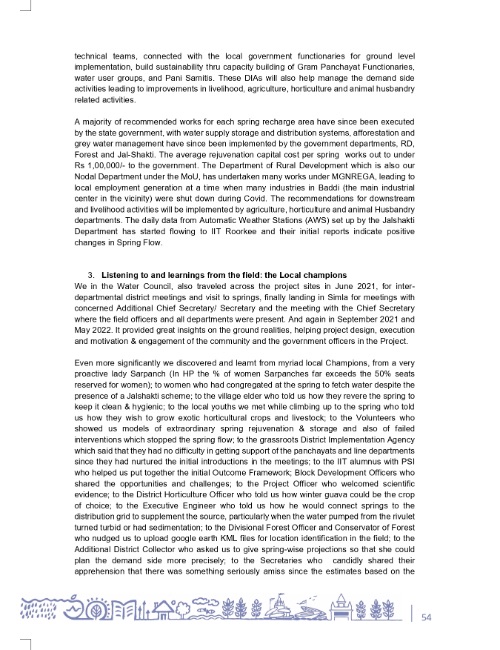 technical teams, connected with the local government functionaries for ground level
implementation, build sustainability thru capacity building of Gram Panchayat Functionaries,
water user groups, and Pani Samitis. These DIAs will also help manage the demand side
activities leading to improvements in livelihood, agriculture, horticulture and animal husbandry
related activities.
A majority of recommended works for each spring recharge area have since been executed
by the state government, with water supply storage and distribution systems, afforestation and
grey water management have since been implemented by the government departments, RD,
Forest and Jal-Shakti. The average rejuvenation capital cost per spring works out to under
Rs 1,00,000/- to the government. The Department of Rural Development which is also our
Nodal Department under the MoU, has undertaken many works under MGNREGA, leading to
local employment generation at a time when many industries in Baddi (the main industrial
center in the vicinity) were shut down during Covid. The recommendations for downstream
and livelihood activities will be implemented by agriculture, horticulture and animal Husbandry
departments. The daily data from Automatic Weather Stations (AWS) set up by the Jalshakti
Department has started flowing to IIT Roorkee and their initial reports indicate positive
changes in Spring Flow.
3. Listening to and learnings from the field: the Local champions
We in the Water Council, also traveled across the project sites in June 2021, for inter-
departmental district meetings and visit to springs, finally landing in Simla for meetings with
concerned Additional Chief Secretary/ Secretary and the meeting with the Chief Secretary
where the field officers and all departments were present. And again in September 2021 and
May 2022. It provided great insights on the ground realities, helping project design, execution
and motivation & engagement of the community and the government officers in the Project.
Even more significantly we discovered and learnt from myriad local Champions, from a very
proactive lady Sarpanch (In HP the % of women Sarpanches far exceeds the 50% seats
reserved for women); to women who had congregated at the spring to fetch water despite the
presence of a Jalshakti scheme; to the village elder who told us how they revere the spring to
keep it clean & hygienic; to the local youths we met while climbing up to the spring who told
us how they wish to grow exotic horticultural crops and livestock; to the Volunteers who
showed us models of extraordinary spring rejuvenation & storage and also of failed
interventions which stopped the spring flow; to the grassroots District Implementation Agency
which said that they had no difficulty in getting support of the panchayats and line departments
since they had nurtured the initial introductions in the meetings; to the IIT alumnus with PSI
who helped us put together the initial Outcome Framework; Block Development Officers who
shared the opportunities and challenges; to the Project Officer who welcomed scientific
evidence; to the District Horticulture Officer who told us how winter guava could be the crop
of choice; to the Executive Engineer who told us how he would connect springs to the
distribution grid to supplement the source, particularly when the water pumped from the rivulet
turned turbid or had sedimentation; to the Divisional Forest Officer and Conservator of Forest
who nudged us to upload google earth KML files for location identification in the field; to the
Additional District Collector who asked us to give spring-wise projections so that she could
plan the demand side more precisely; to the Secretaries who candidly shared their
apprehension that there was something seriously amiss since the estimates based on the
54